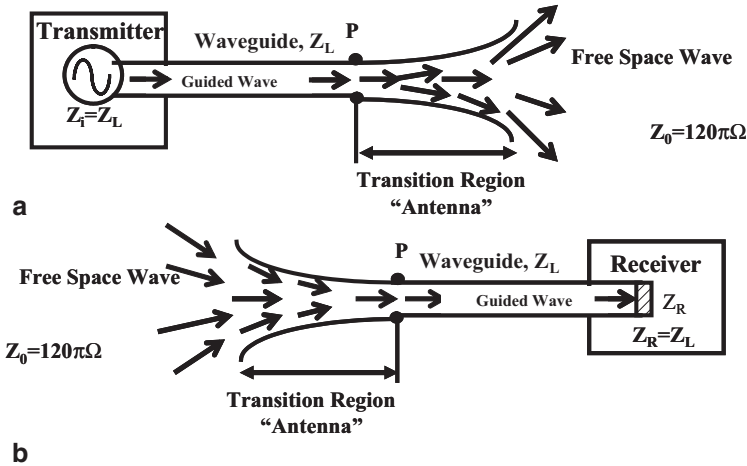 Transmitter
Waveguide, Z_L
P
Guided Wave
Free Space Wave
Z_i=Z_L
Z_0=120πΩ
Transition Region
“Antenna”
a
P
Waveguide, Z_L
Receiver
Free Space Wave
Guided Wave
Z_R
Z_R=Z_L
Z_0=120πΩ
Transition Region
“Antenna”
b